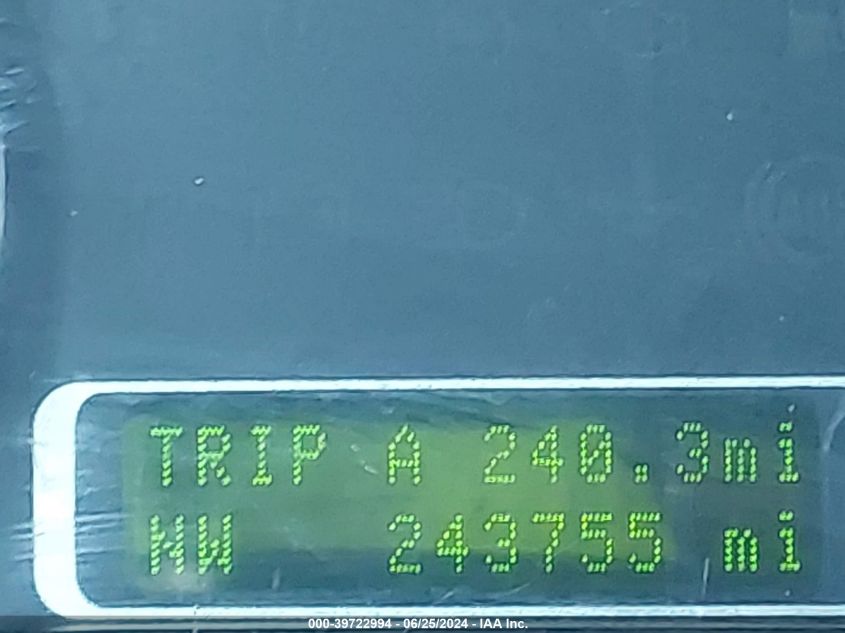 TRIP A 240.3mi
NW 243755 mi
000-39722994 - 06/25/2024 - IAA Inc.